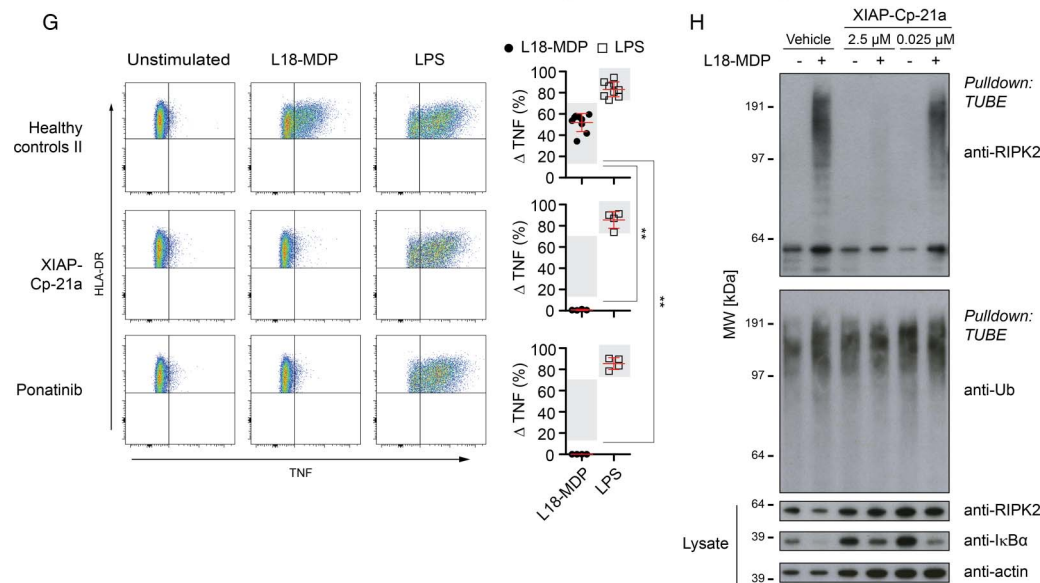 G
Unstimulated
L18-MDP
LPS
● L18-MDP □ LPS
Healthy
controls II
XIAP-
Cp-21a
Ponatinib
HLA-DR
TNF
Δ TNF (%)
100
80
60
40
20
0
Δ TNF (%)
100
80
60
40
20
0
Δ TNF (%)
100
80
60
40
20
0
**
**
L18-MDP
LPS
H
XIAP-Cp-21a
Vehicle 2.5 µM 0.025 µM
L18-MDP - + - + - +
Pulldown:
TUBE
191
anti-RIPK2
97
64
MW [kDa]
191
Pulldown:
TUBE
97
anti-Ub
64
64
anti-RIPK2
39
anti-IκBα
Lysate
anti-actin
39